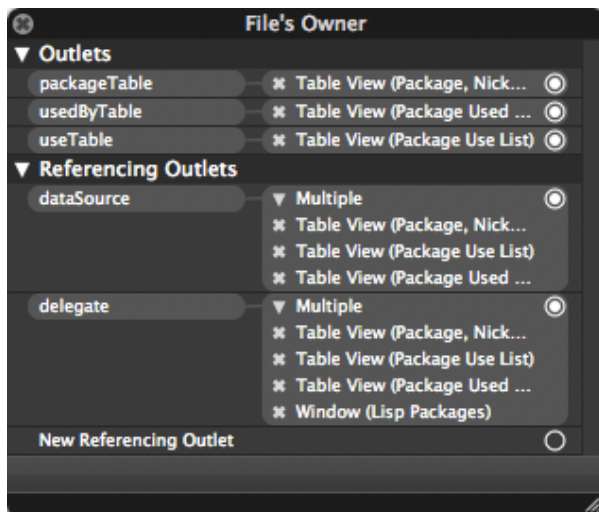 File's Owner
Outlets
packageTable Table View (Package, Nick...
usedByTable Table View (Package Used ...
useTable Table View (Package Use List)
Referencing Outlets
dataSource Multiple
Table View (Package, Nick...
Table View (Package Use List)
Table View (Package Used ...
delegate Multiple
Table View (Package, Nick...
Table View (Package Use List)
Table View (Package Used ...
Window (Lisp Packages)
New Referencing Outlet